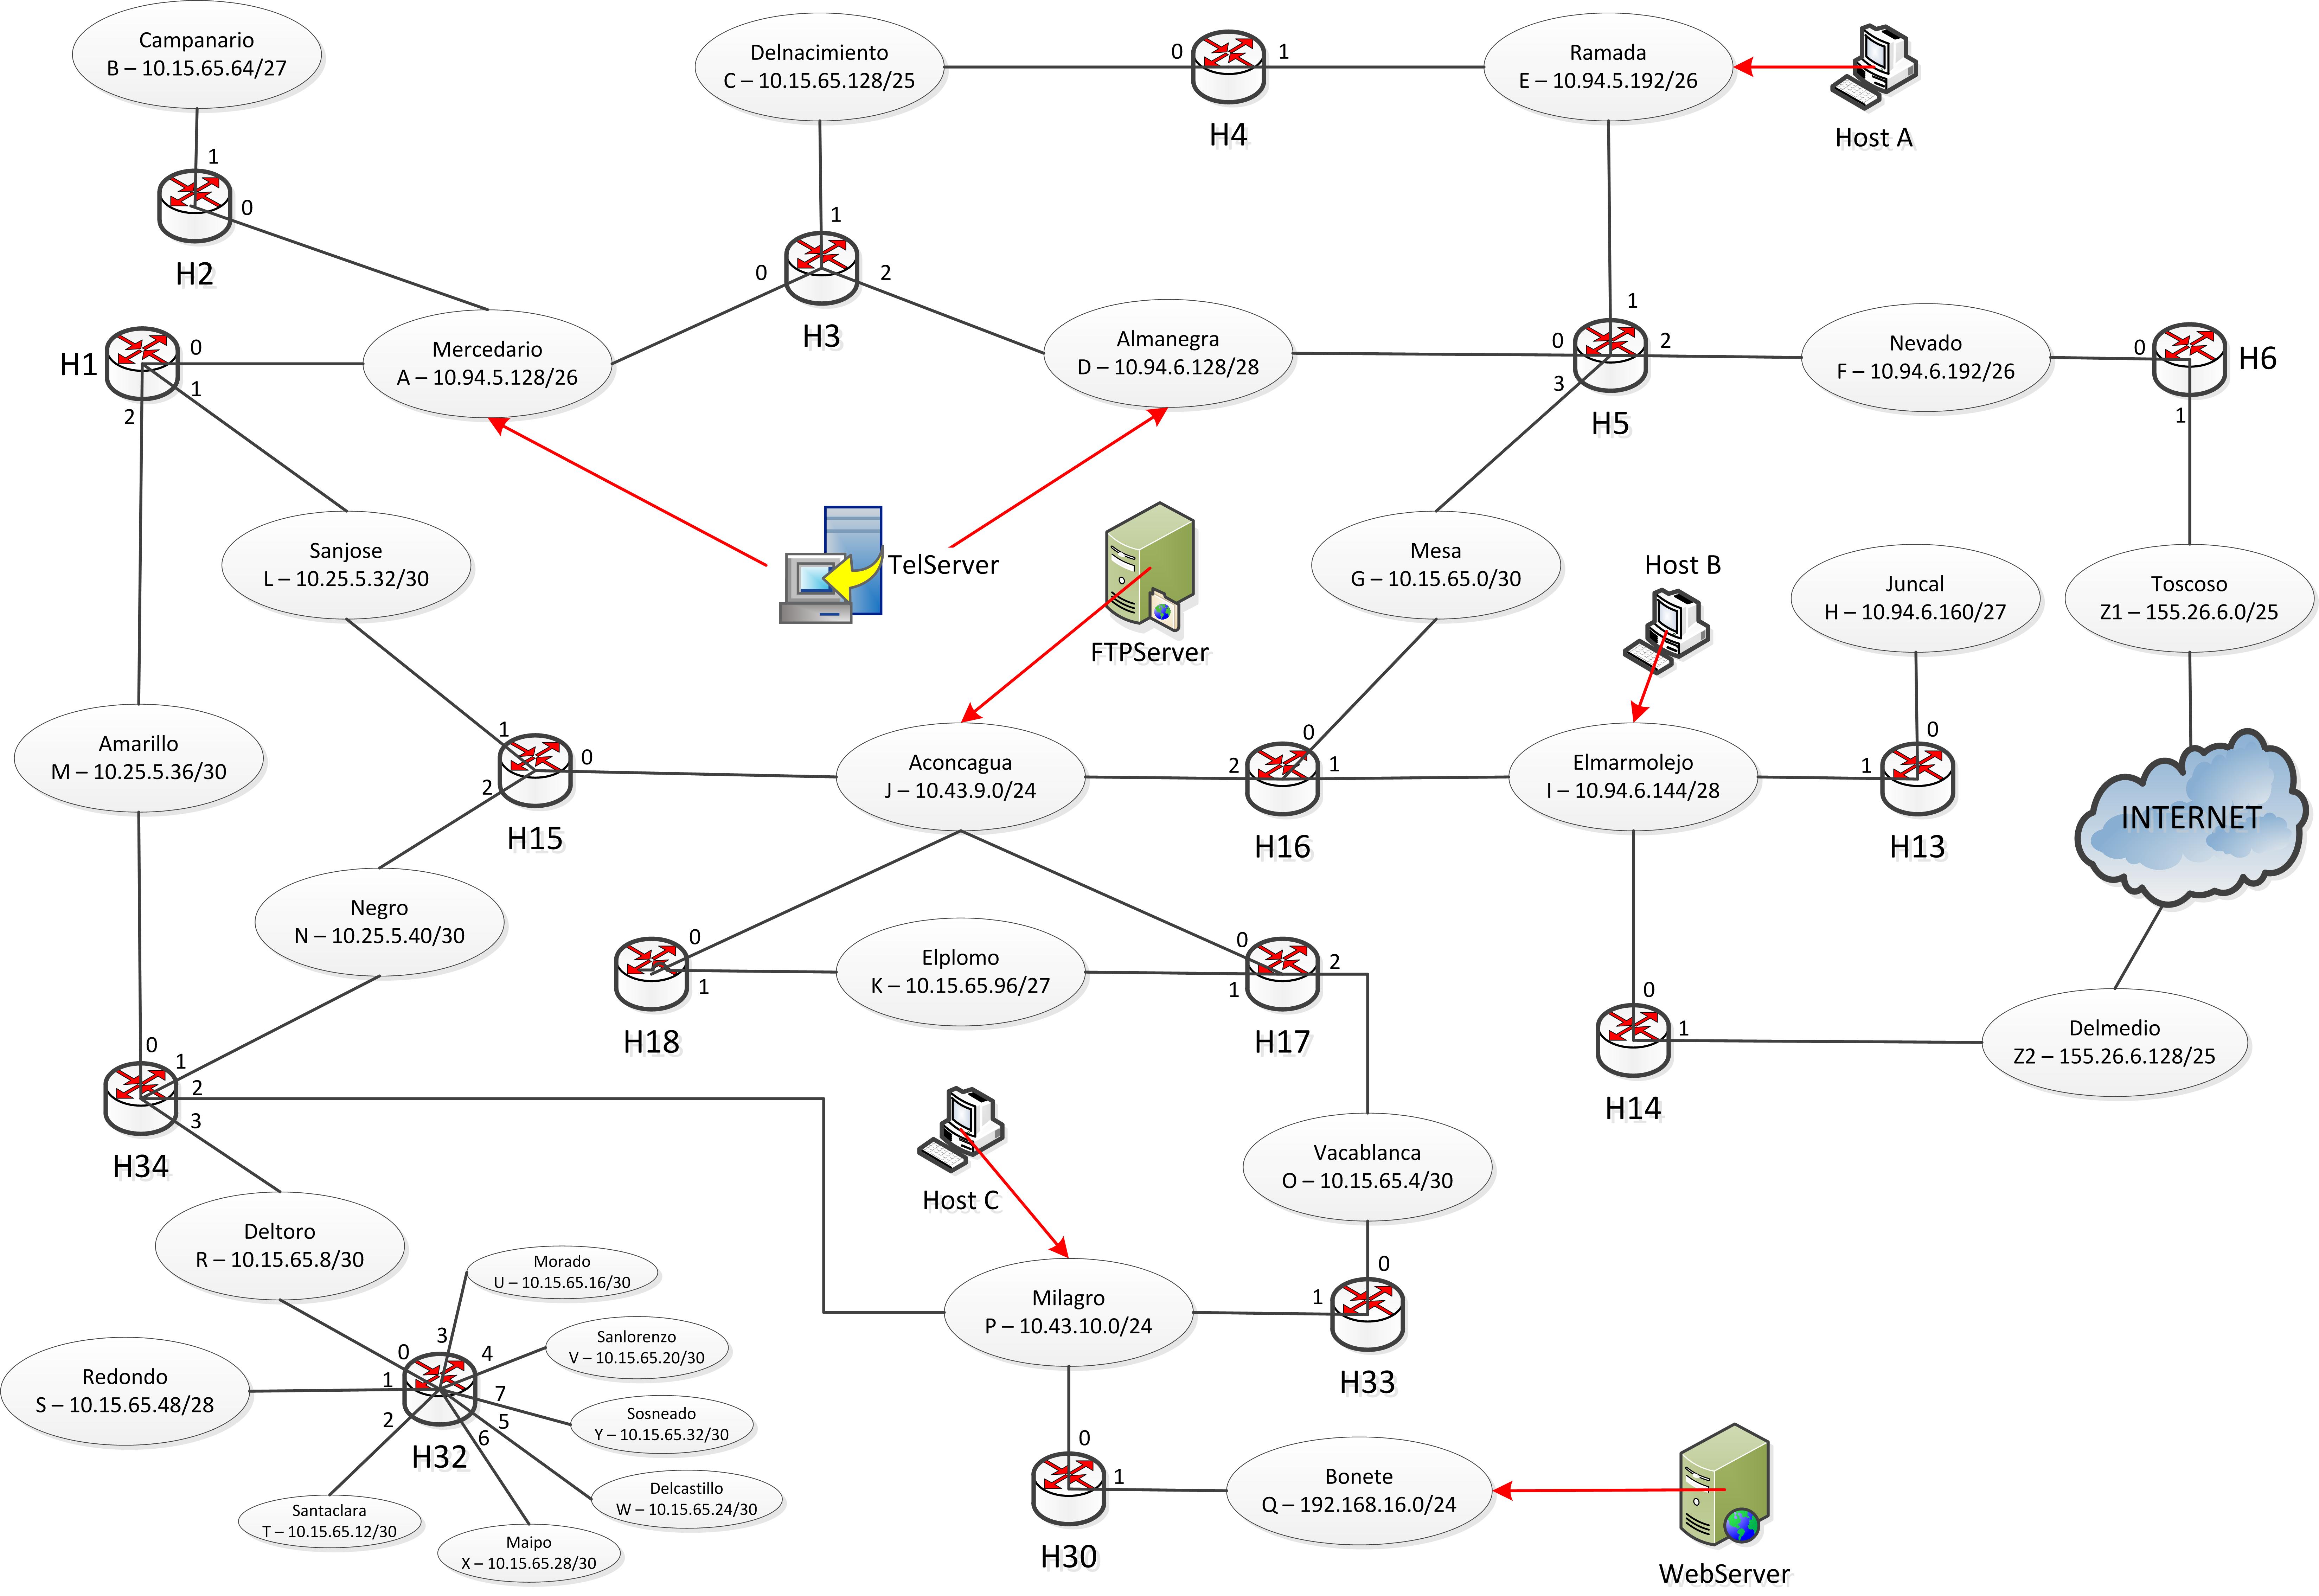 Campanario
B – 10.15.65.64/27
Delnacimiento
C – 10.15.65.128/25
0
1
H4
Ramada
E – 10.94.5.192/26
Host A
1
0
H2
1
0
2
H3
H1
0
1
2
Mercedario
A – 10.94.5.128/26
Almanegra
D – 10.94.6.128/28
1
0
2
3
H5
Nevado
F – 10.94.6.192/26
0
1
H6
Sanjose
L – 10.25.5.32/30
TelServer
FTPServer
Mesa
G – 10.15.65.0/30
Host B
Juncal
H – 10.94.6.160/27
Toscoso
Z1 – 155.26.6.0/25
Amarillo
M – 10.25.5.36/30
1
0
2
H15
Aconcagua
J – 10.43.9.0/24
0
2
1
H16
Elmarmolejo
I – 10.94.6.144/28
0
1
H13
INTERNET
Negro
N – 10.25.5.40/30
0
1
H18
Elplomo
K – 10.15.65.96/27
0
2
1
H17
0
1
H14
Delmedio
Z2 – 155.26.6.128/25
0
1
2
3
H34
Host C
Vacablanca
O – 10.15.65.4/30
Deltoro
R – 10.15.65.8/30
Morado
U – 10.15.65.16/30
Milagro
P – 10.43.10.0/24
0
1
H33
Sanlorenzo
V – 10.15.65.20/30
Redondo
S – 10.15.65.48/28
0
3
4
1
7
2
5
6
H32
Sosneado
Y – 10.15.65.32/30
Santaclara
T – 10.15.65.12/30
Delcastillo
W – 10.15.65.24/30
Maipo
X – 10.15.65.28/30
0
1
H30
Bonete
Q – 192.168.16.0/24
WebServer